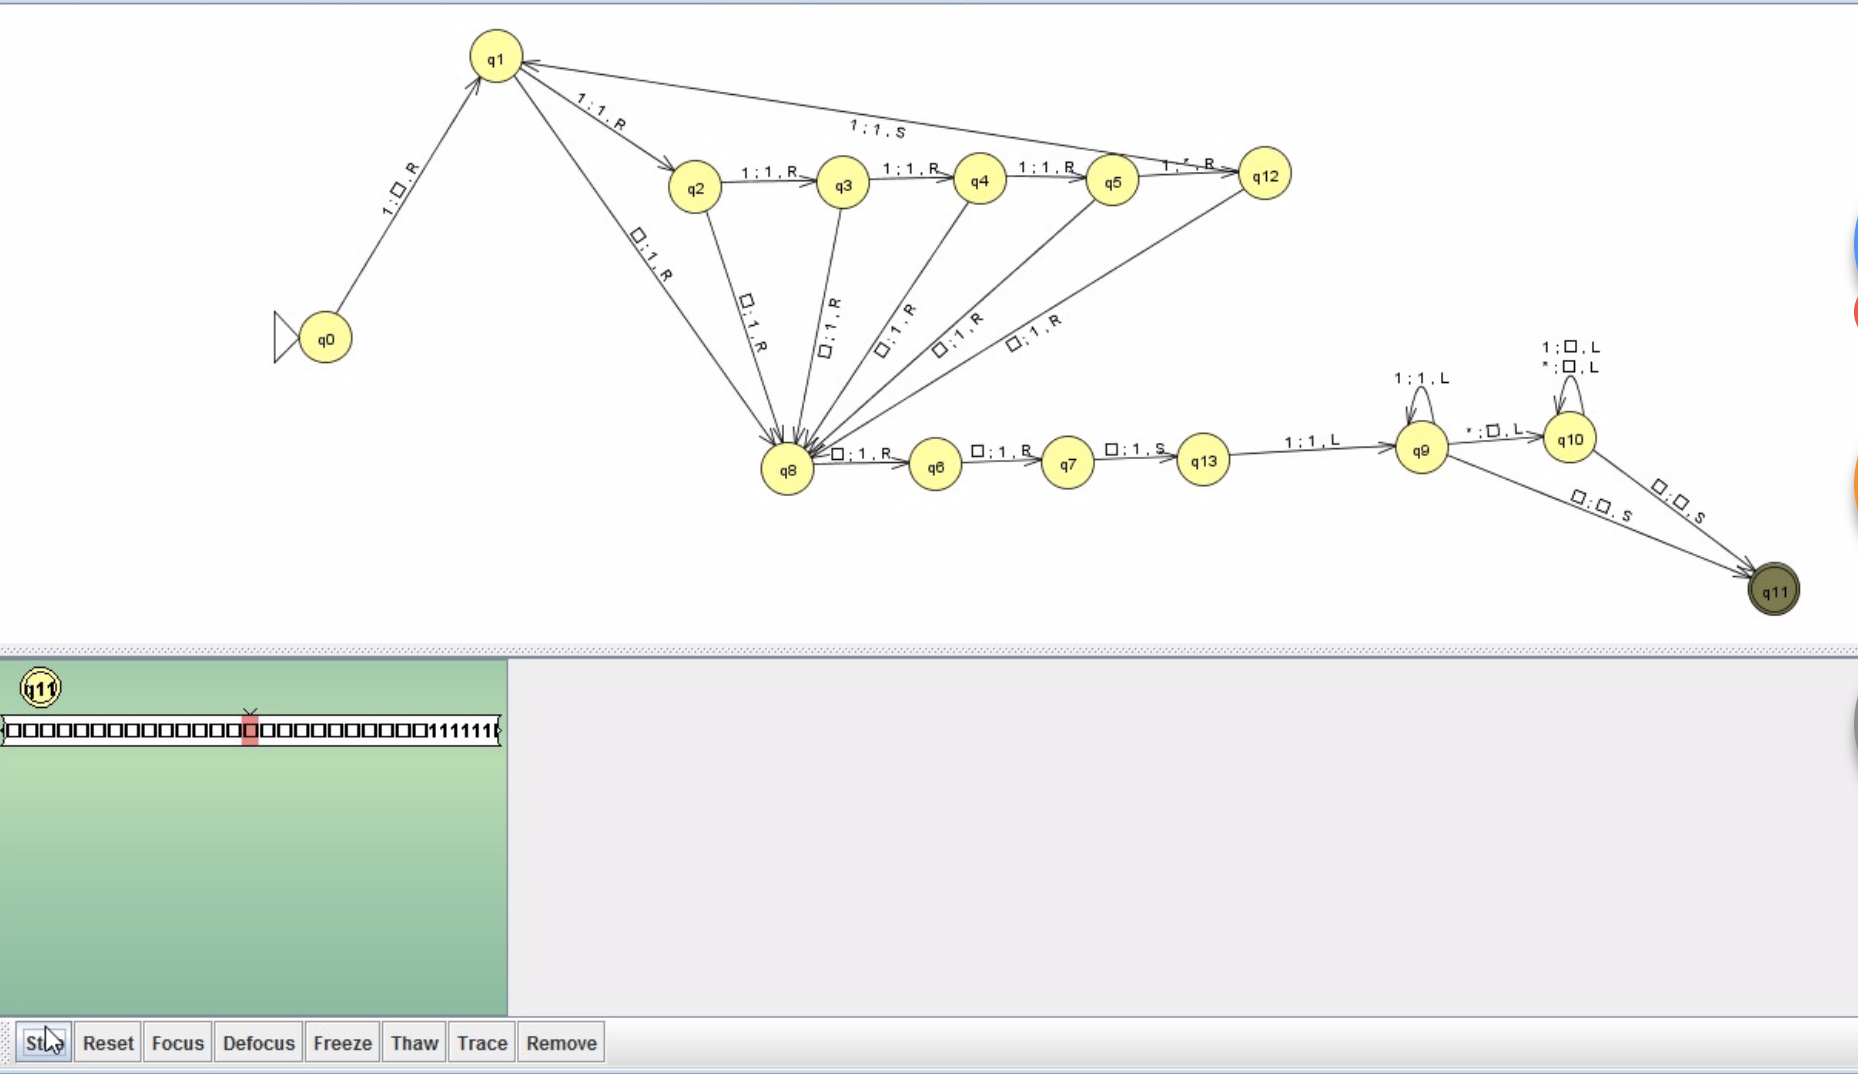 q1
1 ; 1 , R
1 ; 1 , S
1 ; □ , R
q2
1 ; 1 , R
q3
1 ; 1 , R
q4
1 ; 1 , R
q5
1 ; * , R
q12
□ ; 1 , R
□ ; 1 , R
□ ; 1 , R
□ ; 1 , R
□ ; 1 , R
□ ; 1 , R
q0
1 ; □ , L
* ; □ , L
1 ; 1 , L
q8
□ ; 1 , R
q6
□ ; 1 , R
q7
□ ; 1 , S
q13
1 ; 1 , L
q9
* ; □ , L
q10
□ ; □ , S
□ ; □ , S
q11
q11
□□□□□□□□□□□□□□□□□□□□□□□□□111111
Reset Focus Defocus Freeze Thaw Trace Remove